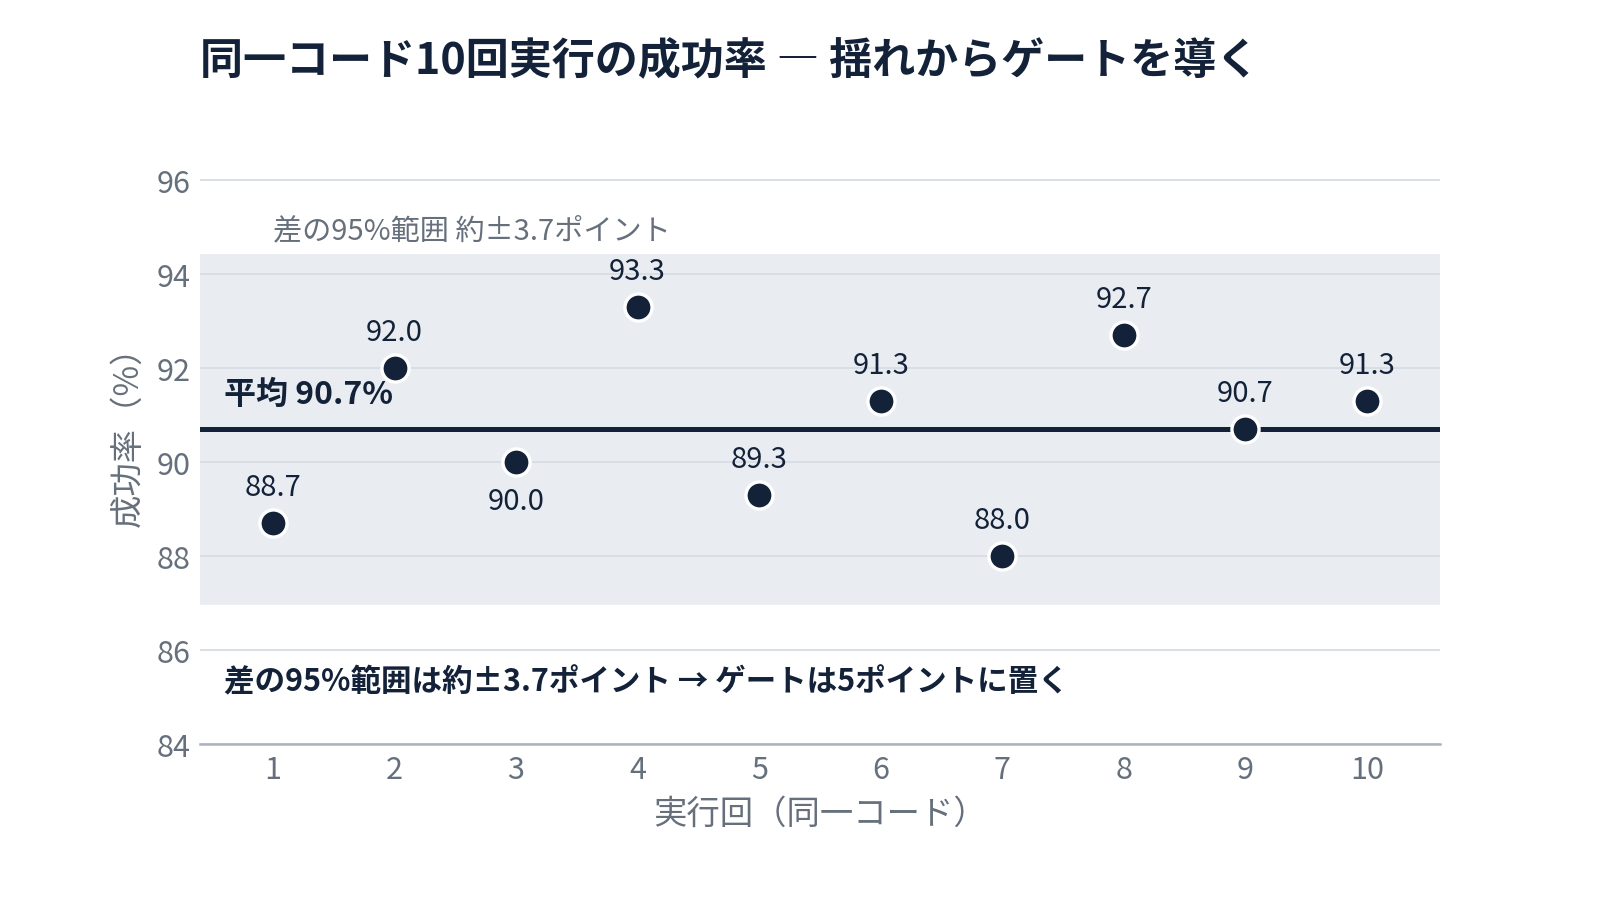 同一コード10回実行の成功率 — 揺れからゲートを導く
96
差の95%範囲 約±3.7ポイント
94
93.3
92.7
92.0
92
91.3
91.3
平均 90.7%
90.7
成功率（%）
90
89.3
88.7
90.0
88.0
88
86
差の95%範囲は約±3.7ポイント → ゲートは5ポイントに置く
84
1 2 3 4 5 6 7 8 9 10
実行回（同一コード）